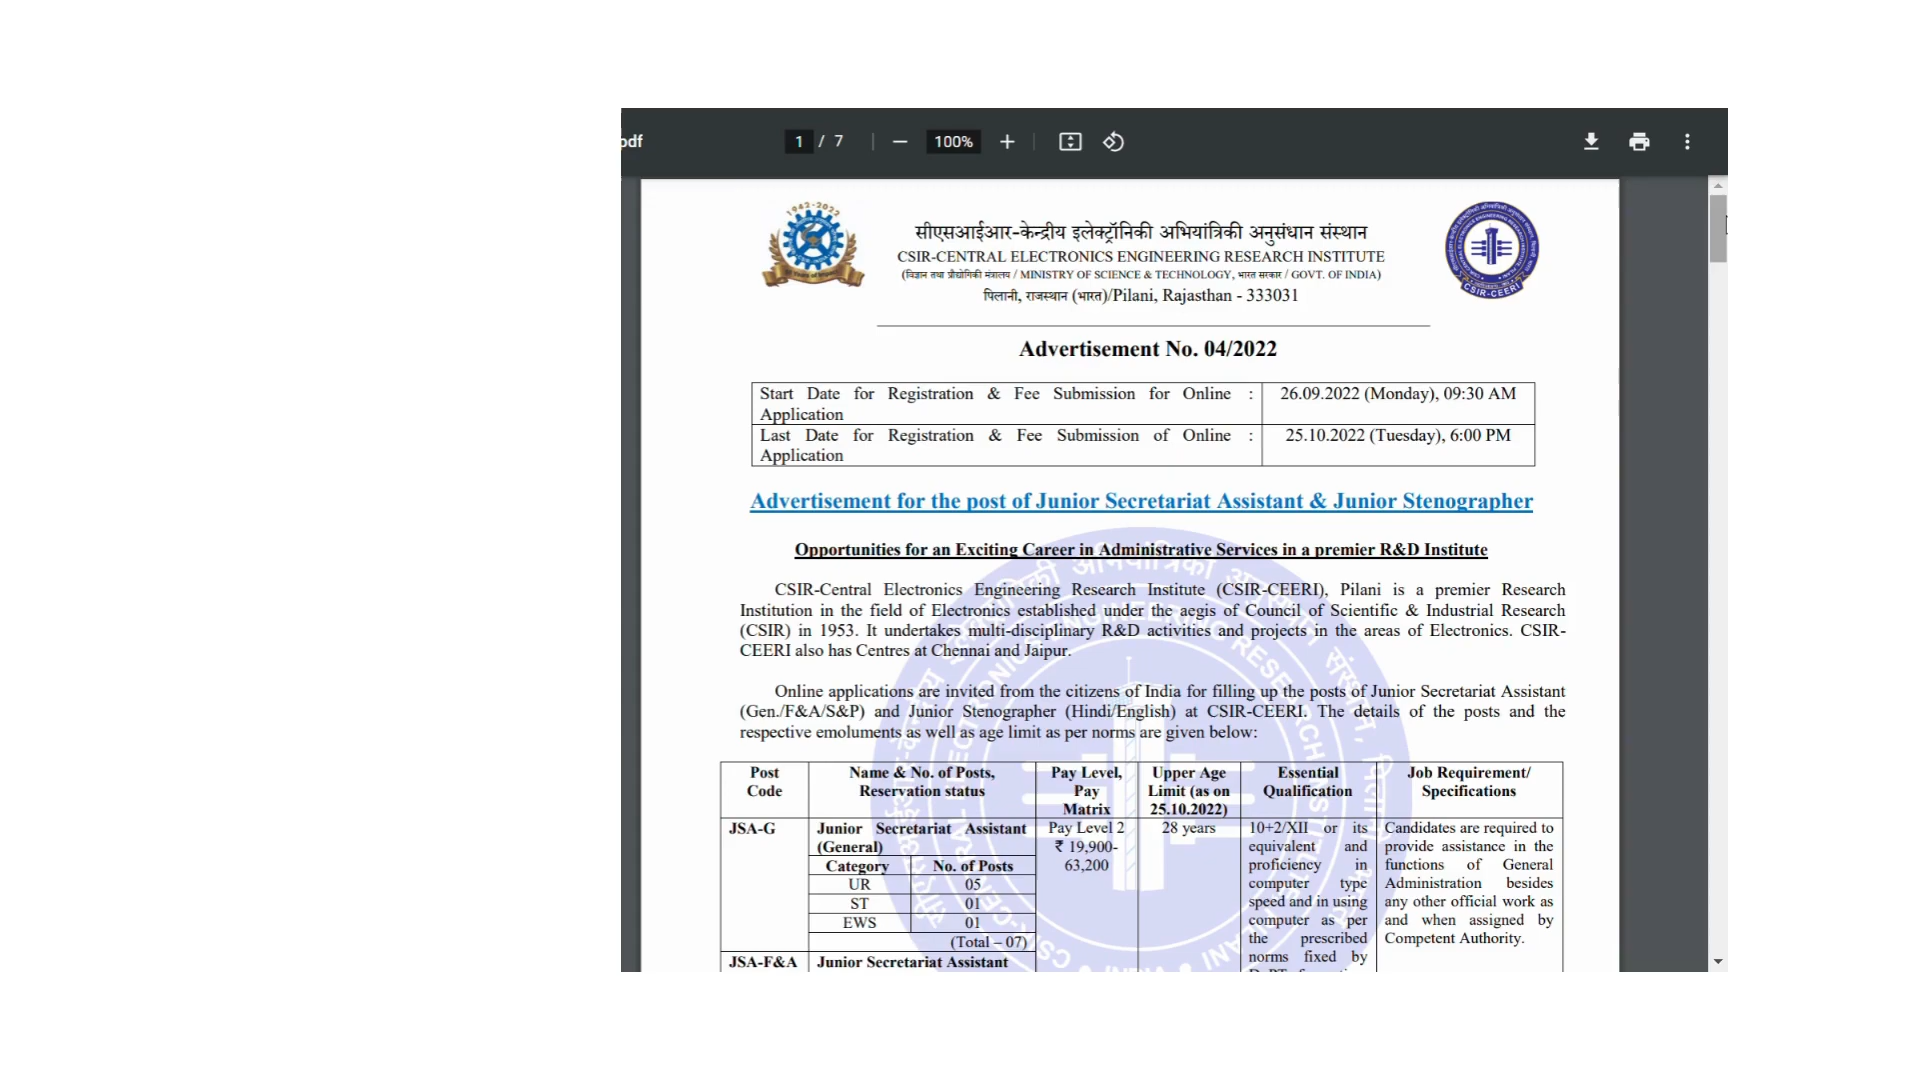 pdf
1 / 7
100%
1942-2022
सीएसआईआर-केन्द्रीय इलेक्ट्रॉनिकी अभियांत्रिकी अनुसंधान संस्थान
CSIR-CENTRAL ELECTRONICS ENGINEERING RESEARCH INSTITUTE
(विज्ञान तथा प्रौद्योगिकी मंत्रालय / MINISTRY OF SCIENCE & TECHNOLOGY, भारत सरकार / GOVT. OF INDIA)
पिलानी, राजस्थान (भारत)/Pilani, Rajasthan - 333031
CSIR-CEERI
Advertisement No. 04/2022
Start Date for Registration & Fee Submission for Online : 26.09.2022 (Monday), 09:30 AM
Application
Last Date for Registration & Fee Submission of Online : 25.10.2022 (Tuesday), 6:00 PM
Application
Advertisement for the post of Junior Secretariat Assistant & Junior Stenographer
Opportunities for an Exciting Career in Administrative Services in a premier R&D Institute
CSIR-Central Electronics Engineering Research Institute (CSIR-CEERI), Pilani is a premier Research
Institution in the field of Electronics established under the aegis of Council of Scientific & Industrial Research
(CSIR) in 1953. It undertakes multi-disciplinary R&D activities and projects in the areas of Electronics. CSIR-
CEERI also has Centres at Chennai and Jaipur.
Online applications are invited from the citizens of India for filling up the posts of Junior Secretariat Assistant
(Gen./F&A/S&P) and Junior Stenographer (Hindi/English) at CSIR-CEERI. The details of the posts and the
respective emoluments as well as age limit as per norms are given below:
Post Code
Name & No. of Posts, Reservation status
Pay Level, Pay Matrix
Upper Age Limit (as on 25.10.2022)
Essential Qualification
Job Requirement/ Specifications
JSA-G
Junior Secretariat Assistant
(General)
Category No. of Posts
UR 05
ST 01
EWS 01
(Total – 07)
Pay Level 2
₹ 19,900-
63,200
28 years
10+2/XII or its
equivalent and
proficiency in
computer type
speed and in using
computer as per
the prescribed
norms fixed by
Candidates are required to
provide assistance in the
functions of General
Administration besides
any other official work as
and when assigned by
Competent Authority.
JSA-F&A Junior Secretariat Assistant